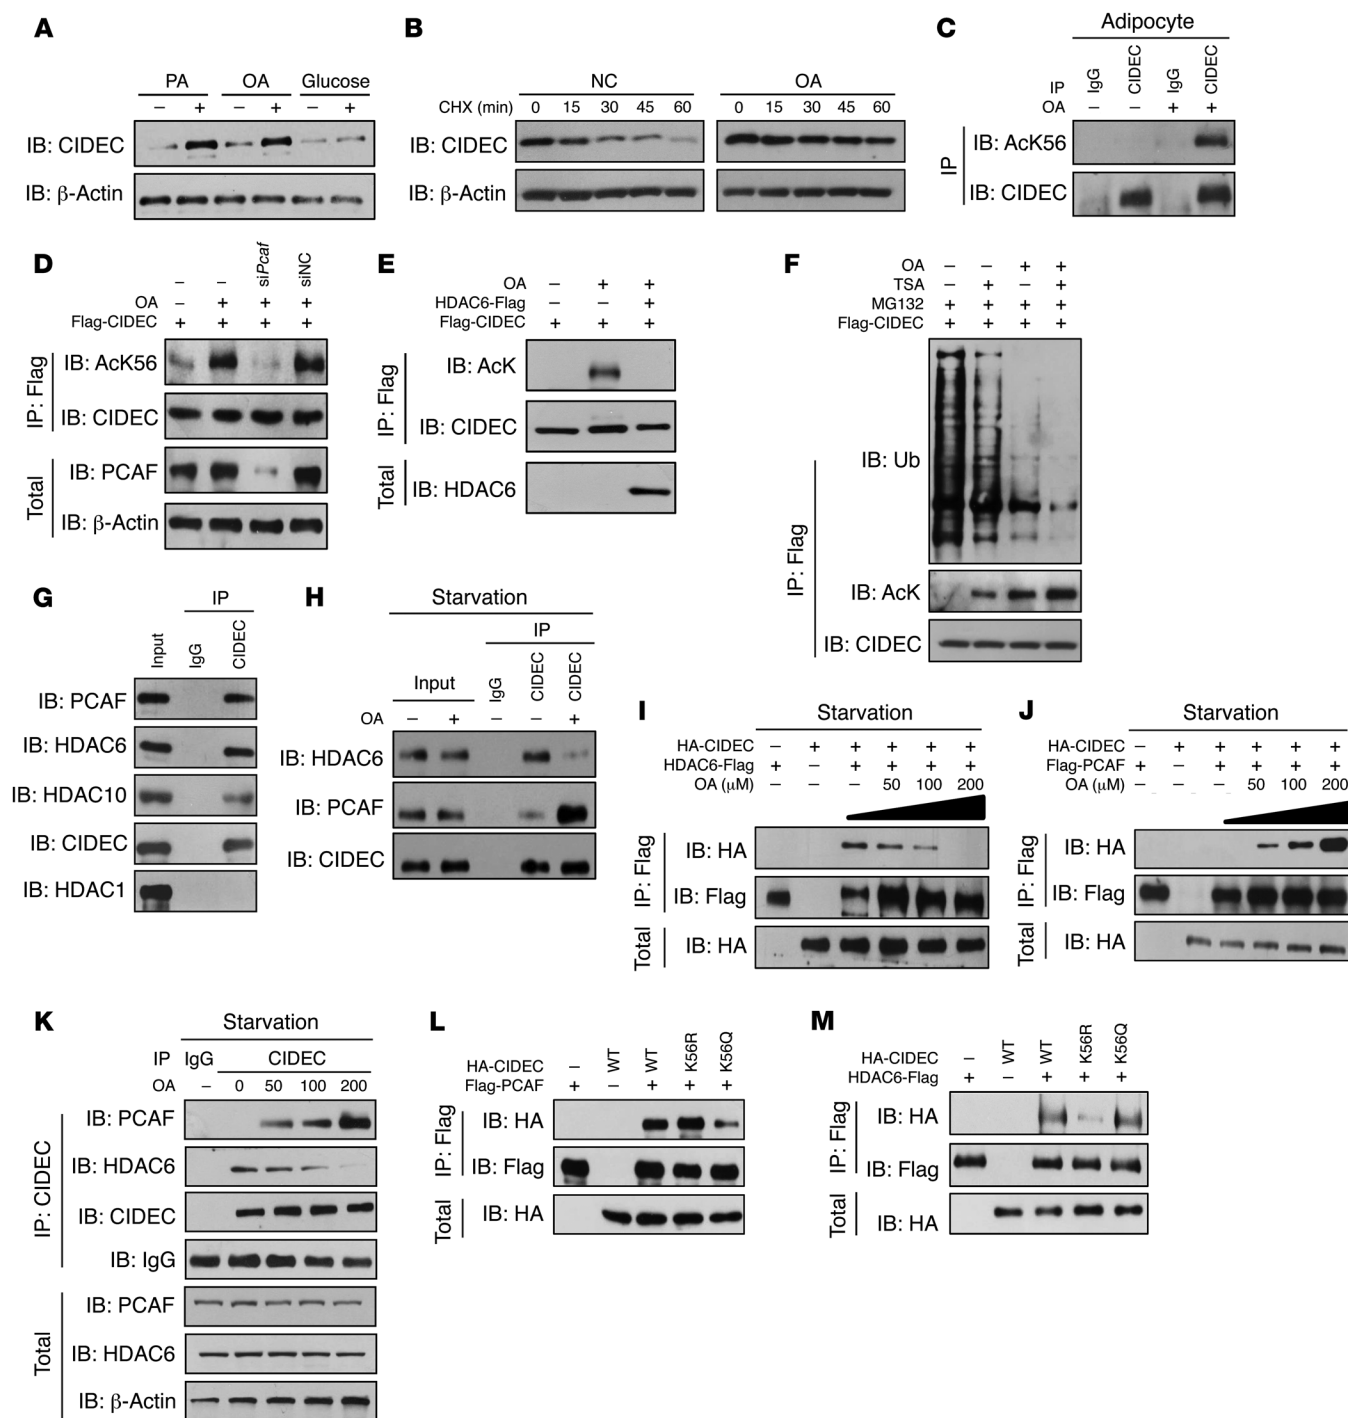 A
PA OA Glucose
– + – + – +
IB: CIDEC
IB: β-Actin
B
NC OA
CHX (min) 0 15 30 45 60 0 15 30 45 60
IB: CIDEC
IB: β-Actin
C
Adipocyte
IP IgG CIDEC IgG CIDEC
OA – – + +
IP
IB: AcK56
IB: CIDEC
D
– – siPcaf siNC
OA – + + +
Flag-CIDEC + + + +
IP: Flag
IB: AcK56
IB: CIDEC
Total
IB: PCAF
IB: β-Actin
E
OA – + +
HDAC6-Flag – – +
Flag-CIDEC + + +
IP: Flag
IB: AcK
IB: CIDEC
Total
IB: HDAC6
F
OA – – + +
TSA – + – +
MG132 + + + +
Flag-CIDEC + + + +
IP: Flag
IB: Ub
IB: AcK
IB: CIDEC
G
IP
Input IgG CIDEC
IB: PCAF
IB: HDAC6
IB: HDAC10
IB: CIDEC
IB: HDAC1
H
Starvation
IP
Input IgG CIDEC CIDEC
OA – + – +
IB: HDAC6
IB: PCAF
IB: CIDEC
I
Starvation
HA-CIDEC – + + + + +
HDAC6-Flag + – + + + +
OA (μM) – – – 50 100 200
IP: Flag
IB: HA
IB: Flag
Total
IB: HA
J
Starvation
HA-CIDEC – + + + + +
Flag-PCAF + – + + + +
OA (μM) – – – 50 100 200
IP: Flag
IB: HA
IB: Flag
Total
IB: HA
K
Starvation
IP IgG CIDEC
OA – 0 50 100 200
IP: CIDEC
IB: PCAF
IB: HDAC6
IB: CIDEC
IB: IgG
Total
IB: PCAF
IB: HDAC6
IB: β-Actin
L
HA-CIDEC – WT WT K56R K56Q
Flag-PCAF + – + + +
IP: Flag
IB: HA
IB: Flag
Total
IB: HA
M
HA-CIDEC – WT WT K56R K56Q
HDAC6-Flag + – + + +
IP: Flag
IB: HA
IB: Flag
Total
IB: HA